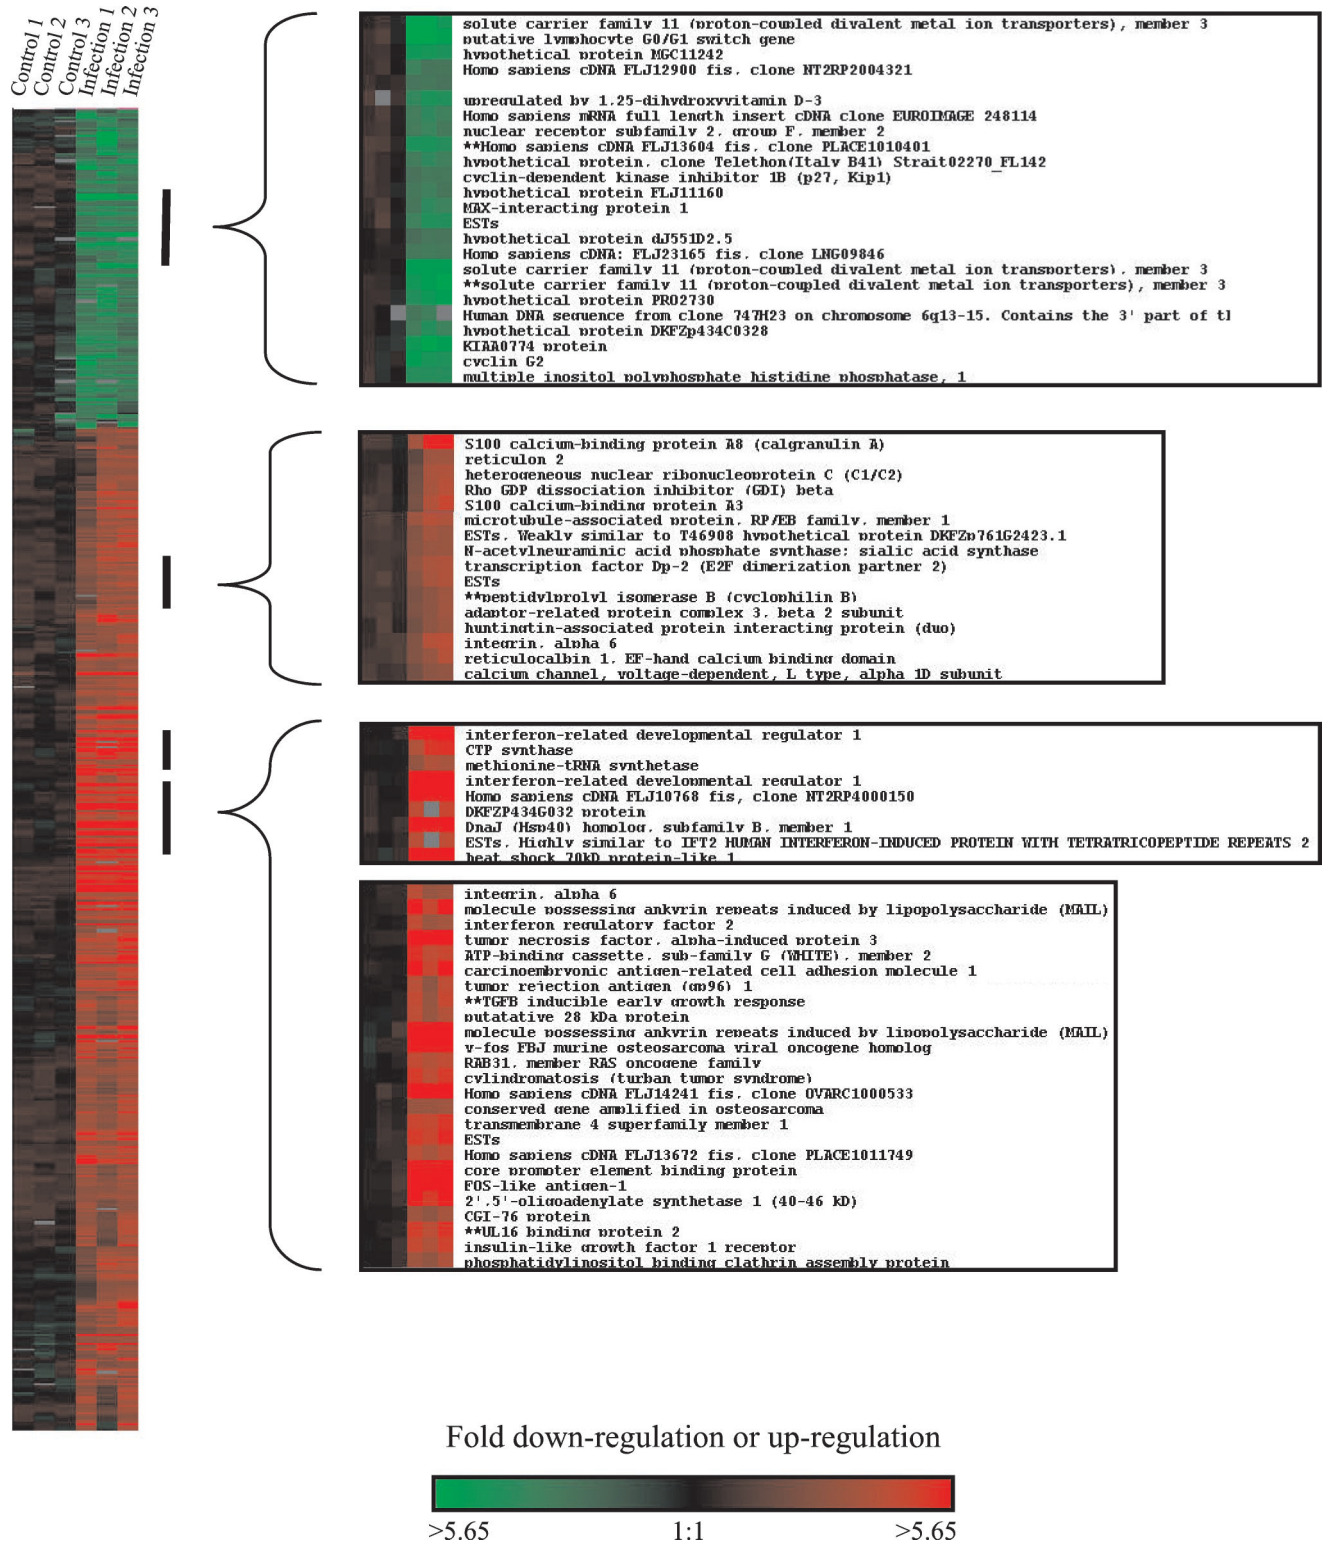 Control 1
Control 2
Control 3
Infection 1
Infection 2
Infection 3
solute carrier family 11 (proton-coupled divalent metal ion transporters), member 3
putative lymphocyte G0/G1 switch gene
hypothetical protein MGC11242
Homo sapiens cDNA FLJ12900 fis, clone NT2RP2004321
upregulated by 1,25-dihydroxyvitamin D-3
Homo sapiens mRNA full length insert cDNA clone EUROIMAGE 248114
nuclear receptor subfamily 2, group F, member 2
**Homo sapiens cDNA FLJ13604 fis, clone PLACE1010401
hypothetical protein, clone Telethon(Italy B41) Strait02270_FL142
cyclin-dependent kinase inhibitor 1B (p27, Kip1)
hypothetical protein FLJ11160
MAX-interacting protein 1
ESTs
hypothetical protein dJ551D2.5
Homo sapiens cDNA: FLJ23165 fis, clone LNG09846
solute carrier family 11 (proton-coupled divalent metal ion transporters), member 3
**solute carrier family 11 (proton-coupled divalent metal ion transporters), member 3
hypothetical protein PRO2730
Human DNA sequence from clone 747H23 on chromosome 6q13-15. Contains the 3' part of tl
hypothetical protein DKFZp434C0328
KIAA0774 protein
cyclin G2
multiple inositol polyphosphate histidine phosphatase, 1
S100 calcium-binding protein A8 (calgranulin A)
reticulon 2
heterogeneous nuclear ribonucleoprotein C (C1/C2)
Rho GDP dissociation inhibitor (GDI) beta
S100 calcium-binding protein A3
microtubule-associated protein, RP/EB family, member 1
ESTs, Weakly similar to T46908 hypothetical protein DKFZp761G2423.1
N-acetylneuraminic acid phosphate synthase; sialic acid synthase
transcription factor Dp-2 (E2F dimerization partner 2)
ESTs
**peptidylprolyl isomerase B (cyclophilin B)
adaptor-related protein complex 3, beta 2 subunit
huntingtin-associated protein interacting protein (duo)
integrin, alpha 6
reticulocalbin 1, EF-hand calcium binding domain
calcium channel, voltage-dependent, L type, alpha 1D subunit
interferon-related developmental regulator 1
CTP synthase
methionine-tRNA synthetase
interferon-related developmental regulator 1
Homo sapiens cDNA FLJ10768 fis, clone NT2RP4000150
DKFZP434G032 protein
DnaJ (Hsp40) homolog, subfamily B, member 1
ESTs, Highly similar to IFT2 HUMAN INTERFERON-INDUCED PROTEIN WITH TETRATRICOPEPTIDE REPEATS 2
heat shock 70kD protein-like 1
integrin, alpha 6
molecule possessing ankyrin repeats induced by lipopolysaccharide (MAIL)
interferon regulatory factor 2
tumor necrosis factor, alpha-induced protein 3
ATP-binding cassette, sub-family G (WHITE), member 2
carcinoembryonic antigen-related cell adhesion molecule 1
tumor rejection antigen (gp96) 1
**TGFB inducible early growth response
putatative 28 kDa protein
molecule possessing ankyrin repeats induced by lipopolysaccharide (MAIL)
v-fos FBJ murine osteosarcoma viral oncogene homolog
RAB31, member RAS oncogene family
cylindromatosis (turban tumor syndrome)
Homo sapiens cDNA FLJ14241 fis, clone OVARC1000533
conserved gene amplified in osteosarcoma
transmembrane 4 superfamily member 1
ESTs
Homo sapiens cDNA FLJ13672 fis, clone PLACE1011749
core promoter element binding protein
FOS-like antigen-1
2',5'-oligoadenylate synthetase 1 (40-46 kD)
CGI-76 protein
**UL16 binding protein 2
insulin-like growth factor 1 receptor
phosphatidylinositol binding clathrin assembly protein
Fold down-regulation or up-regulation
>5.65
1:1
>5.65